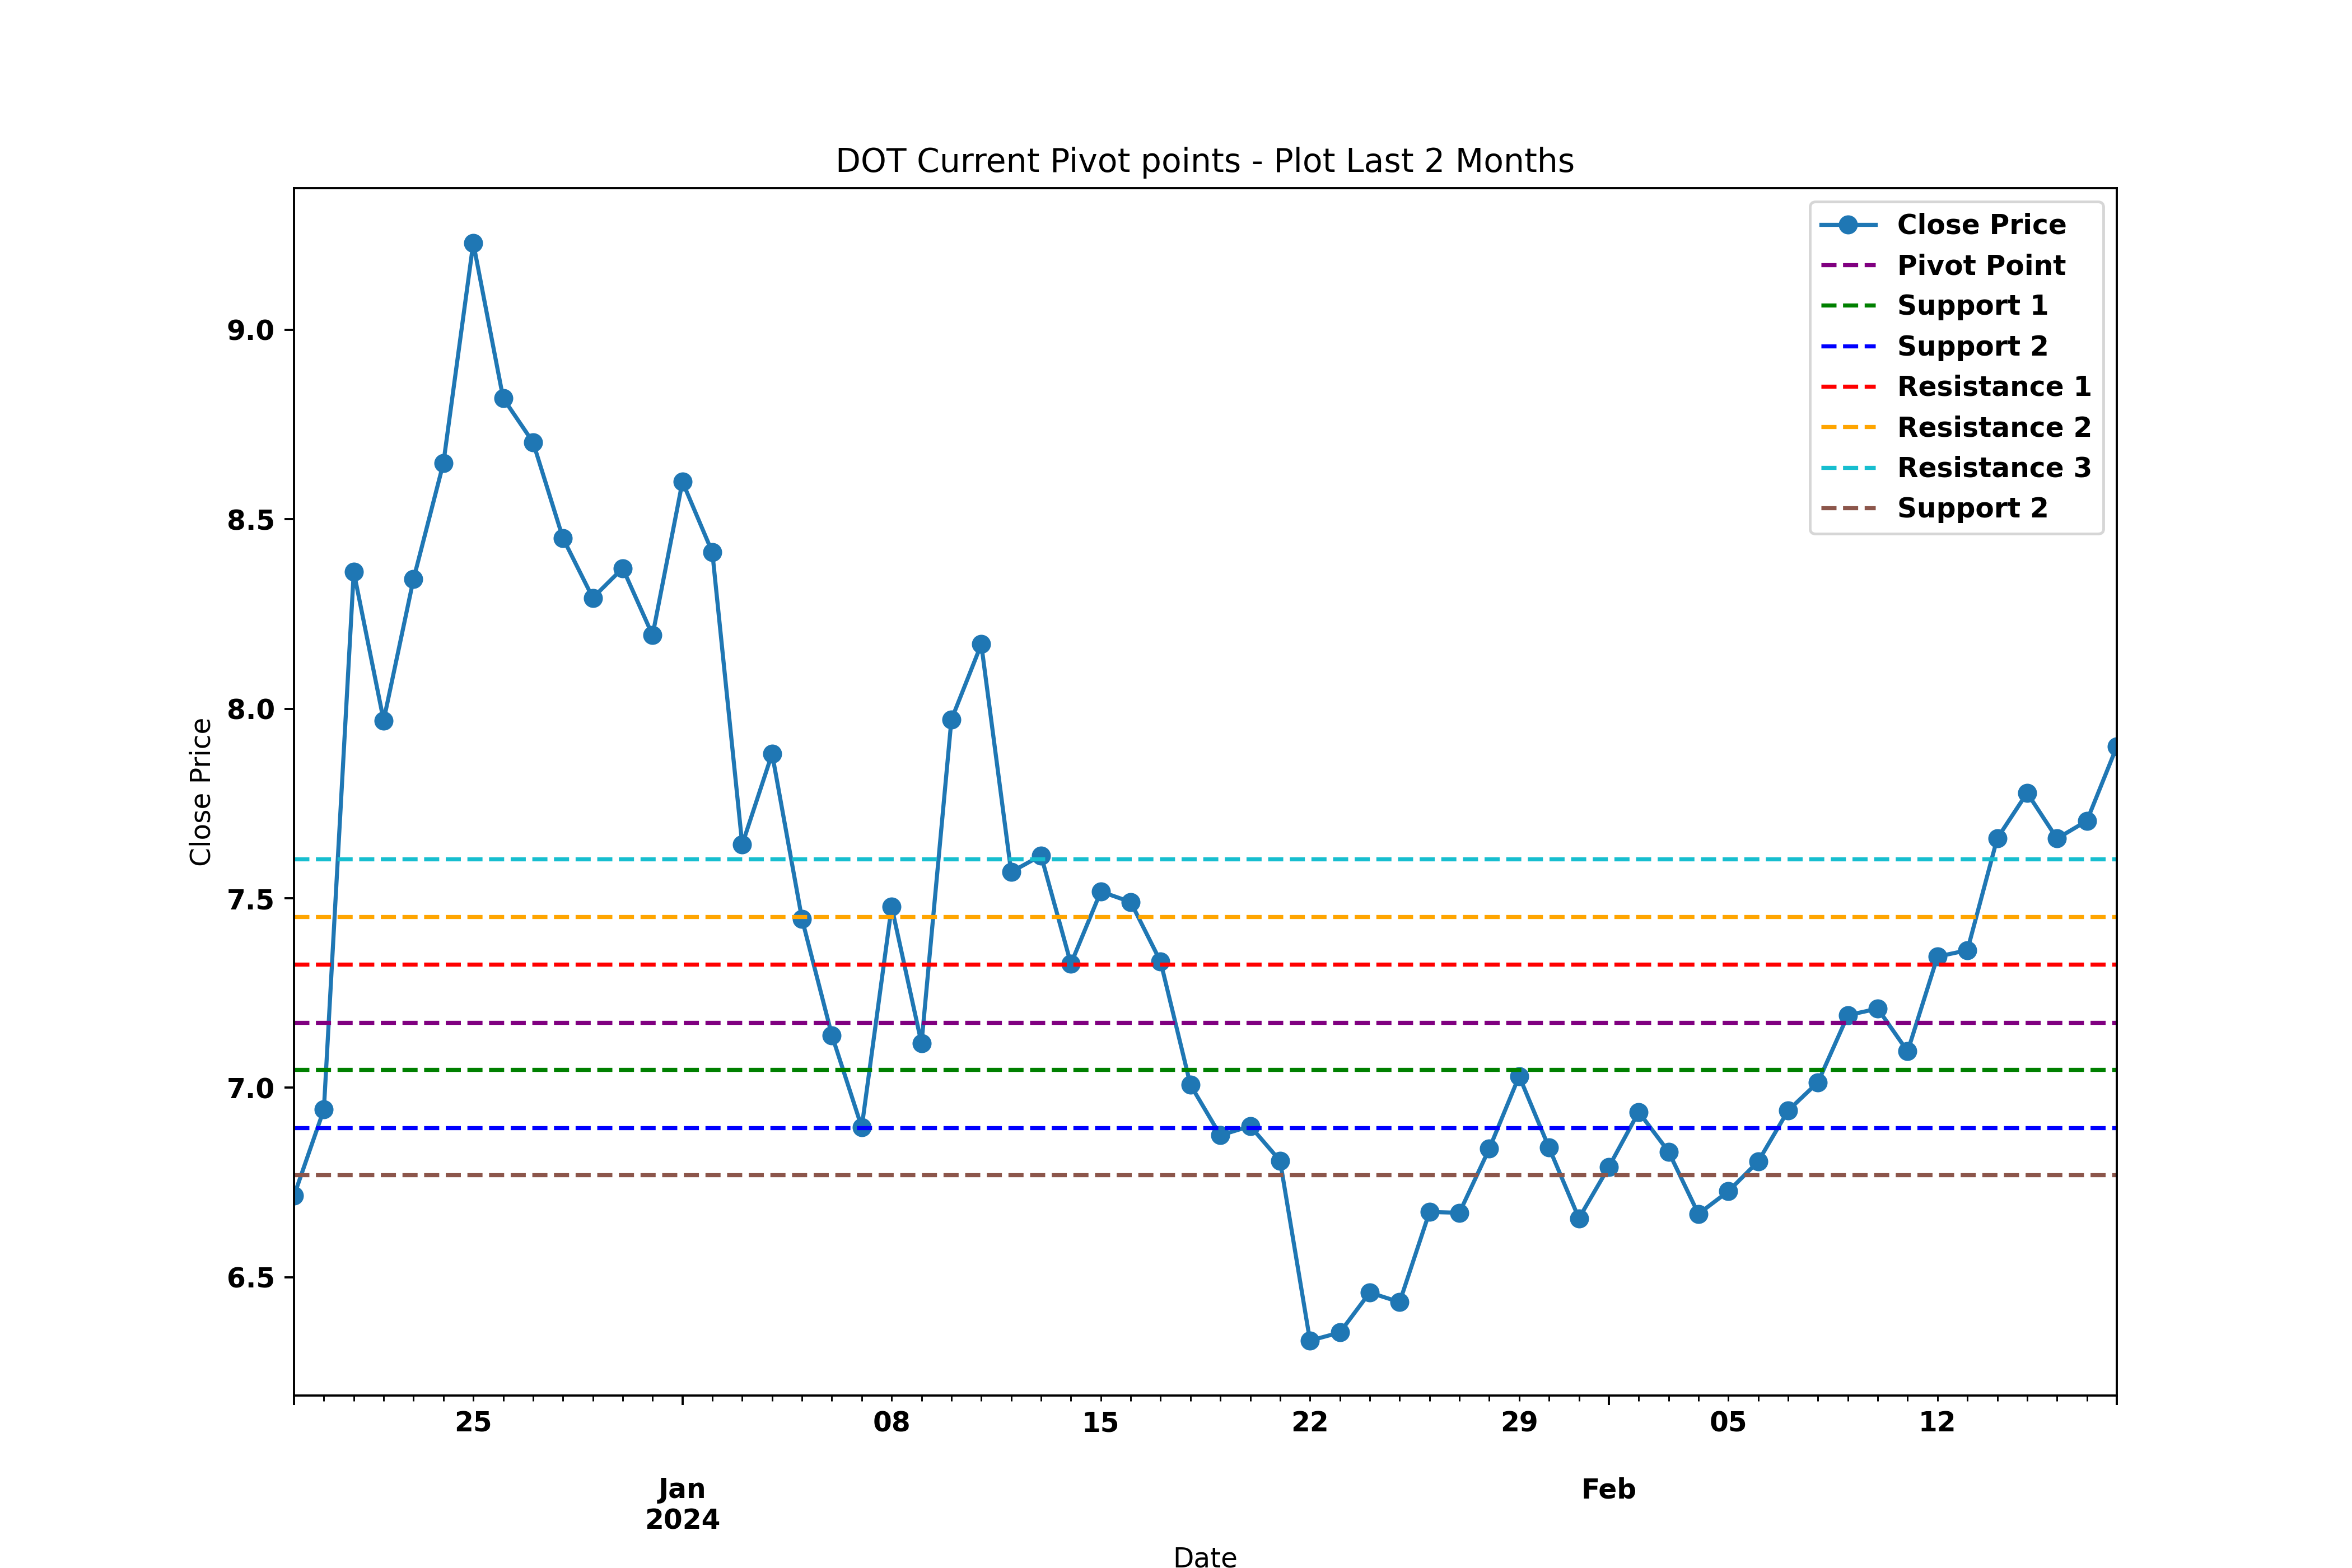 DOT Current Pivot points - Plot Last 2 Months
Close Price
Pivot Point
Support 1
Support 2
Resistance 1
Resistance 2
Resistance 3
Support 2
9.0
8.5
8.0
7.5
7.0
6.5
Close Price
25
08
15
22
29
05
12
Jan
2024
Feb
Date